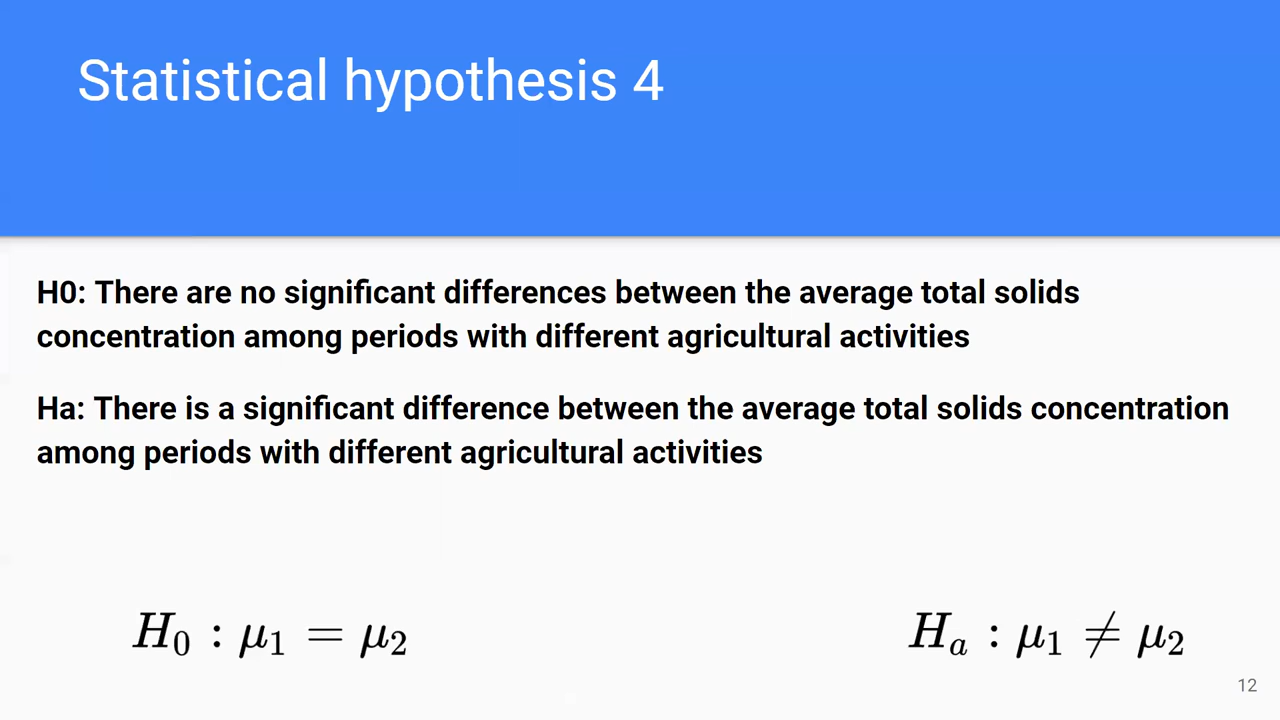 Statistical hypothesis 4
H0: There are no significant differences between the average total solids
concentration among periods with different agricultural activities
Ha: There is a significant difference between the average total solids concentration
among periods with different agricultural activities
H₀ : μ₁ = μ₂
Hₐ : μ₁ ≠ μ₂
12